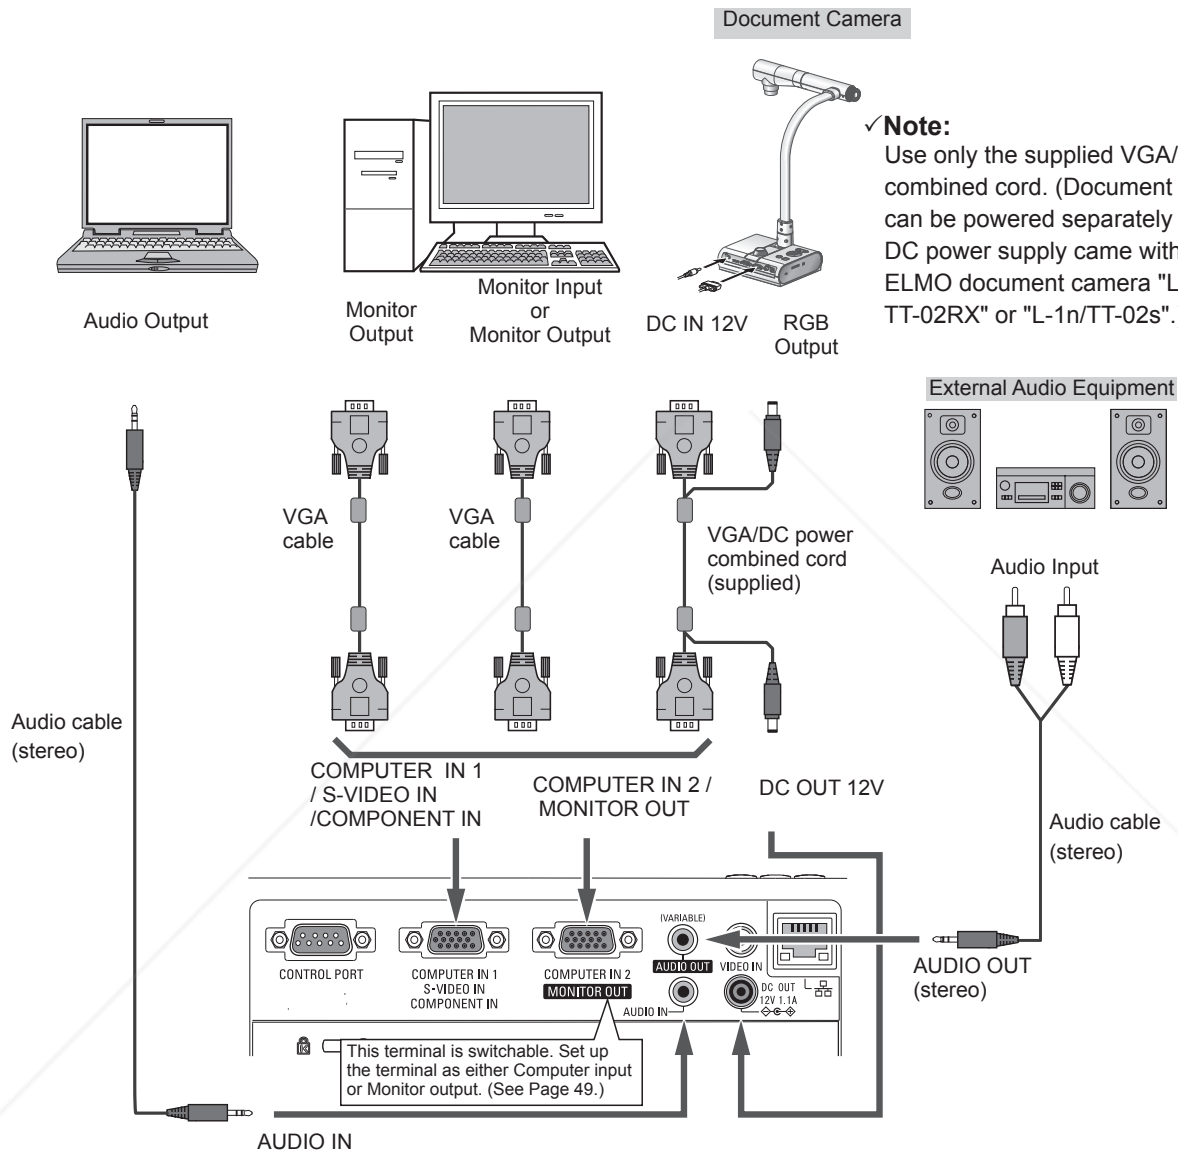 Document Camera
✓Note:
Use only the supplied VGA/
combined cord. (Document
can be powered separately
DC power supply came with
ELMO document camera "L
TT-02RX" or "L-1n/TT-02s".
Audio Output
Monitor
Output
Monitor Input
or
Monitor Output
DC IN 12V
RGB
Output
External Audio Equipment
VGA
cable
VGA
cable
VGA/DC power
combined cord
(supplied)
Audio Input
Audio cable
(stereo)
COMPUTER IN 1
/ S-VIDEO IN
/COMPONENT IN
COMPUTER IN 2 /
MONITOR OUT
DC OUT 12V
Audio cable
(stereo)
(VARIABLE)
CONTROL PORT
COMPUTER IN 1
S-VIDEO IN
COMPONENT IN
COMPUTER IN 2
MONITOR OUT
AUDIO OUT
VIDEO IN
AUDIO IN
DC OUT
12V 1.1A
AUDIO OUT
(stereo)
This terminal is switchable. Set up
the terminal as either Computer input
or Monitor output. (See Page 49.)
AUDIO IN